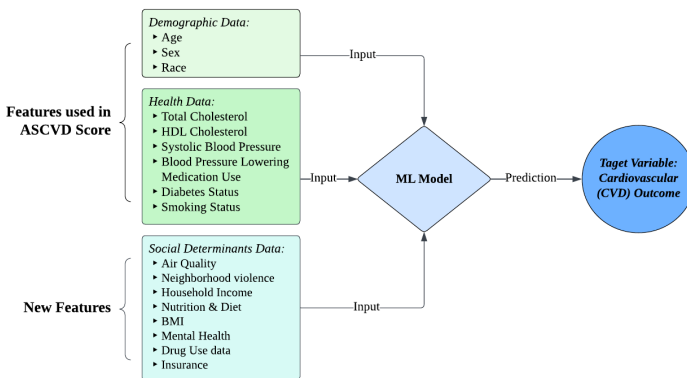 Demographic Data:
‣ Age
‣ Sex
‣ Race
Input
Features used in
ASCVD Score
Health Data:
‣ Total Cholesterol
‣ HDL Cholesterol
‣ Systolic Blood Pressure
‣ Blood Pressure Lowering
Medication Use
‣ Diabetes Status
‣ Smoking Status
Input
ML Model
Prediction
Taget Variable:
Cardiovascular
(CVD) Outcome
New Features
Social Determinants Data:
‣ Air Quality
‣ Neighborhood violence
‣ Household Income
‣ Nutrition & Diet
‣ BMI
‣ Mental Health
‣ Drug Use data
‣ Insurance
Input